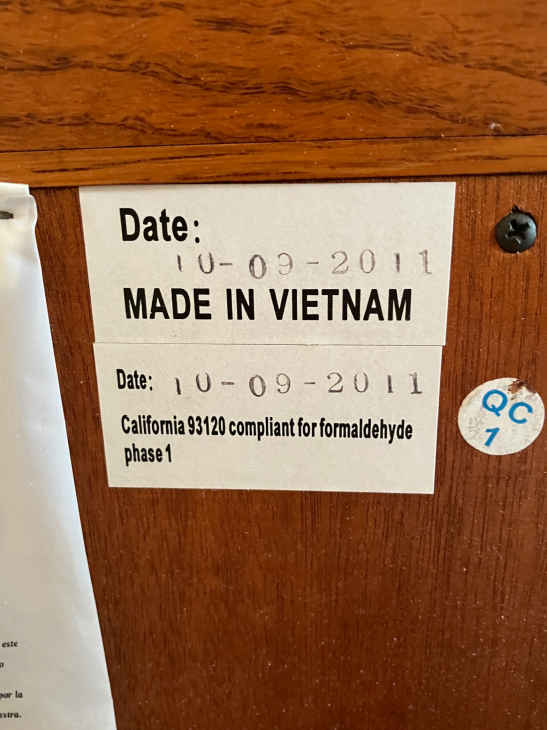 Date:
10-09-2011
MADE IN VIETNAM
Date: 10-09-2011
California 93120 compliant for formaldehyde
phase 1
QC
1
este
o
por la
estra.